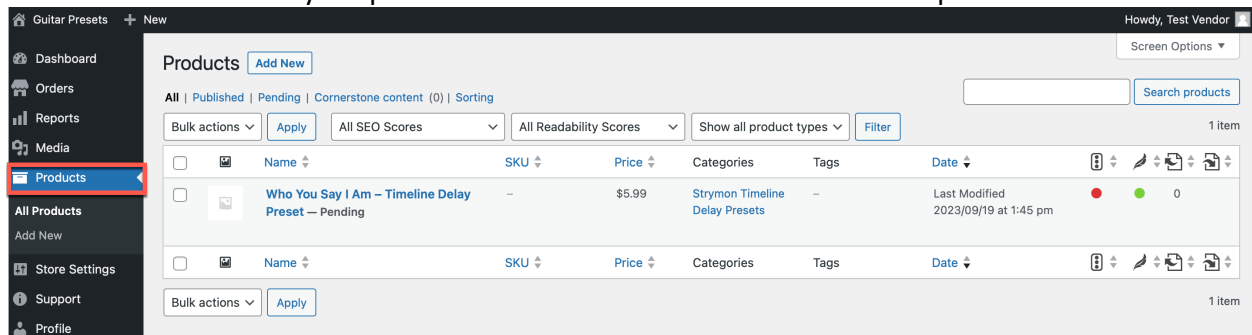 Guitar Presets + New Howdy, Test Vendor
Screen Options ▼
Dashboard
Orders
Reports
Media
Products
All Products
Add New
Store Settings
Support
Profile
Products Add New
All | Published | Pending | Cornerstone content (0) | Sorting
Search products
Bulk actions Apply All SEO Scores All Readability Scores Show all product types Filter 1 item
Name SKU Price Categories Tags Date
Who You Say I Am – Timeline Delay
Preset — Pending
–
$5.99
Strymon Timeline
Delay Presets
–
Last Modified
2023/09/19 at 1:45 pm
0
Name SKU Price Categories Tags Date
Bulk actions Apply 1 item